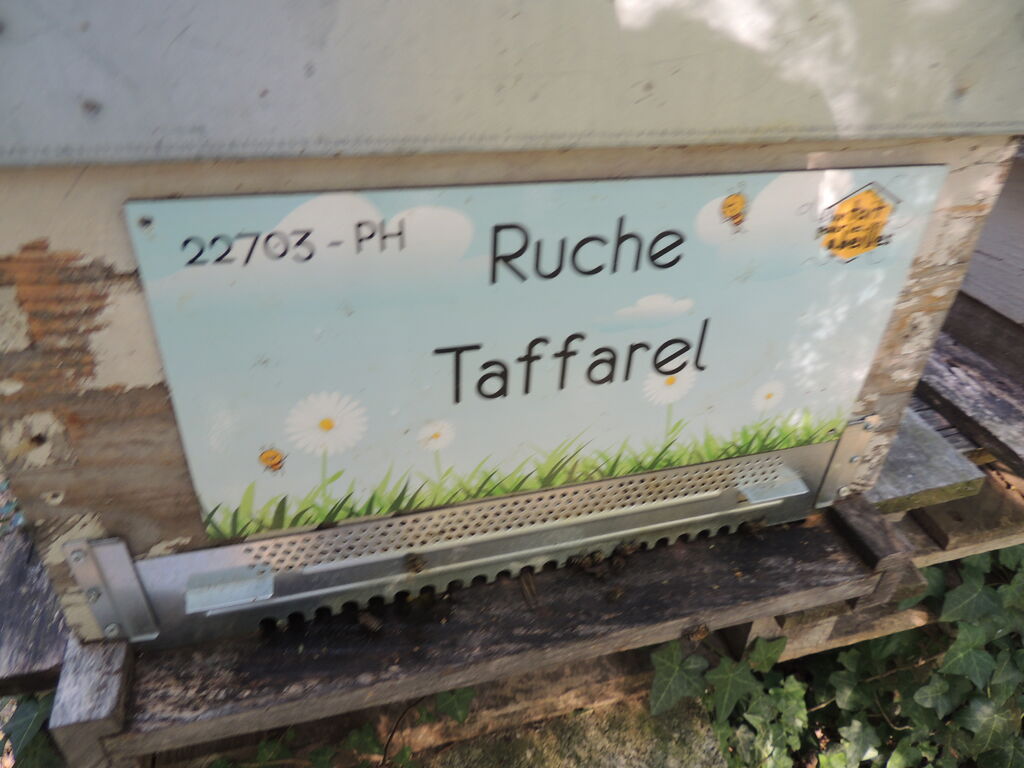 22703 - PH
Ruche
Taffarel